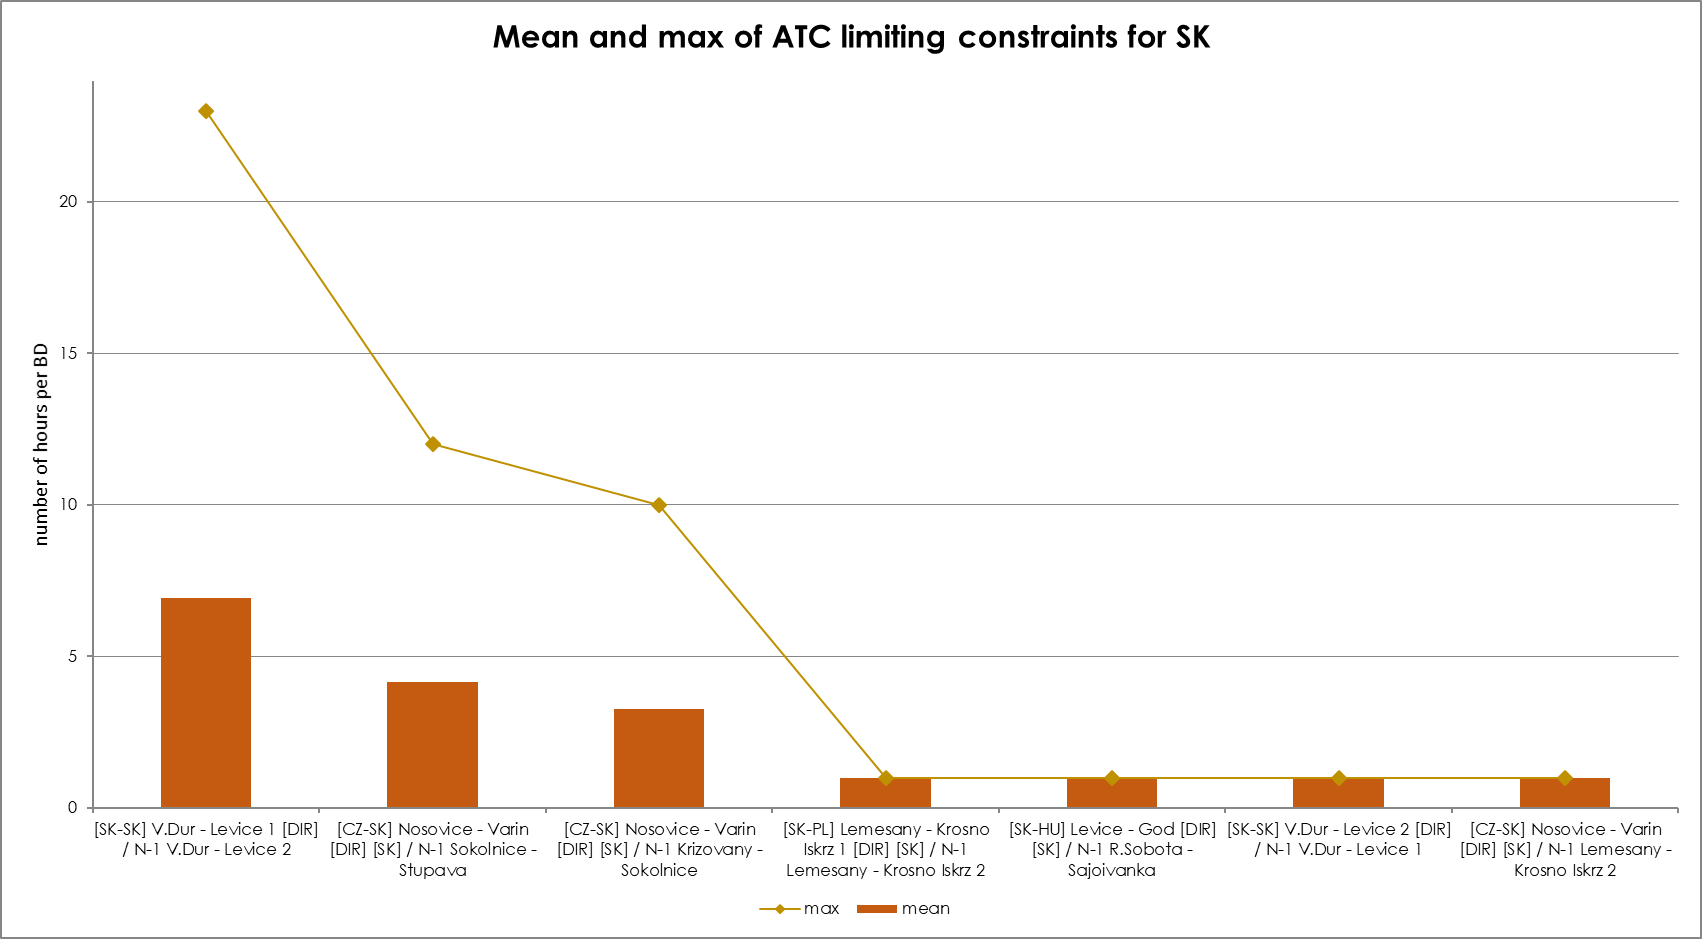 Mean and max of ATC limiting constraints for SK
number of hours per BD
20
15
10
5
0
[SK-SK] V.Dur - Levice 1 [DIR]
/ N-1 V.Dur - Levice 2
[CZ-SK] Nosovice - Varin
[DIR] [SK] / N-1 Sokolnice -
Stupava
[CZ-SK] Nosovice - Varin
[DIR] [SK] / N-1 Krizovany -
Sokolnice
[SK-PL] Lemesany - Krosno
Iskrz 1 [DIR] [SK] / N-1
Lemesany - Krosno Iskrz 2
[SK-HU] Levice - God [DIR]
[SK] / N-1 R.Sobota -
Sajoivanka
[SK-SK] V.Dur - Levice 2 [DIR]
/ N-1 V.Dur - Levice 1
[CZ-SK] Nosovice - Varin
[DIR] [SK] / N-1 Lemesany -
Krosno Iskrz 2
max
mean